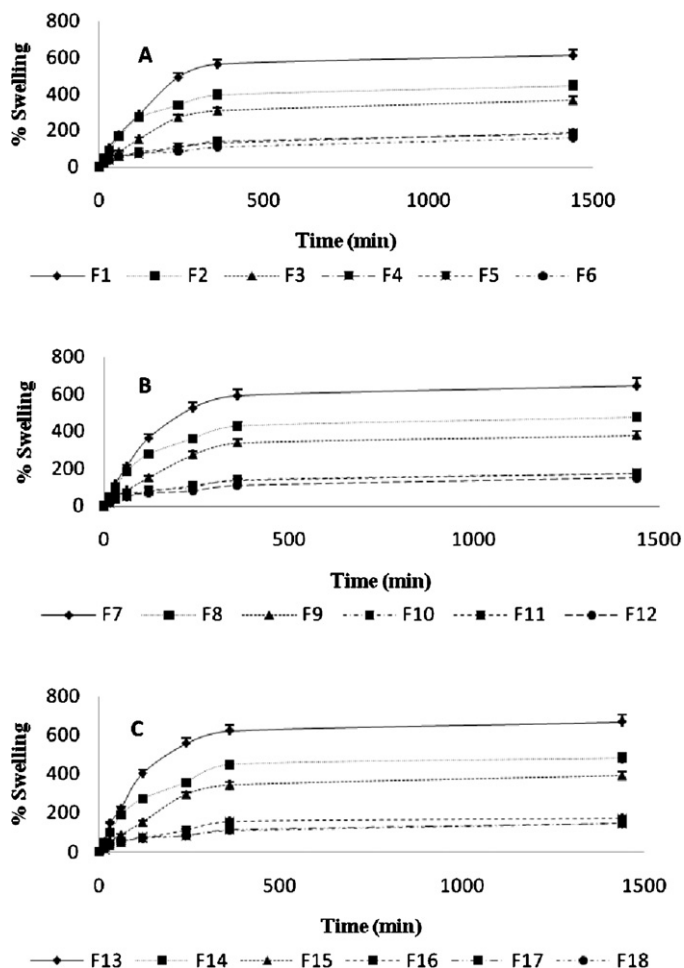 800
A
600
% Swelling
400
200
0
0 500 1000 1500
Time (min)
F1 F2 F3 F4 F5 F6
800
B
600
% Swelling
400
200
0
0 500 1000 1500
Time (min)
F7 F8 F9 F10 F11 F12
800
C
600
% Swelling
400
200
0
0 500 1000 1500
Time (min)
F13 F14 F15 F16 F17 F18